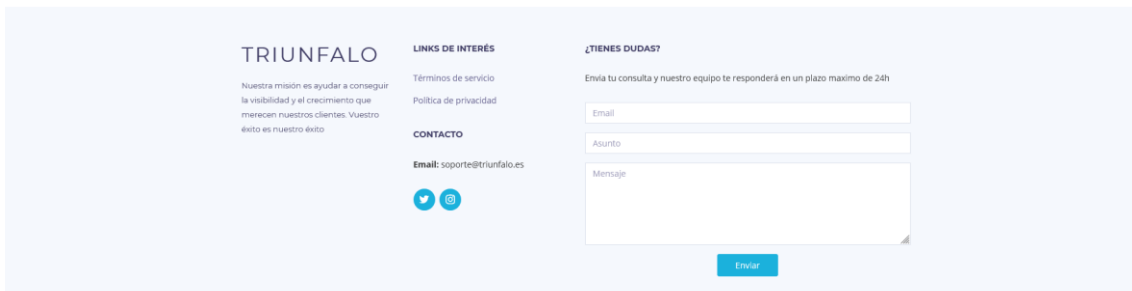 TRIUNFALO
Nuestra misión es ayudar a conseguir
la visibilidad y el crecimiento que
merecen nuestros clientes. Vuestro
éxito es nuestro éxito
LINKS DE INTERÉS
Términos de servicio
Política de privacidad
CONTACTO
Email: soporte@triunfalo.es
¿TIENES DUDAS?
Envia tu consulta y nuestro equipo te responderá en un plazo maximo de 24h
Email
Asunto
Mensaje
Enviar